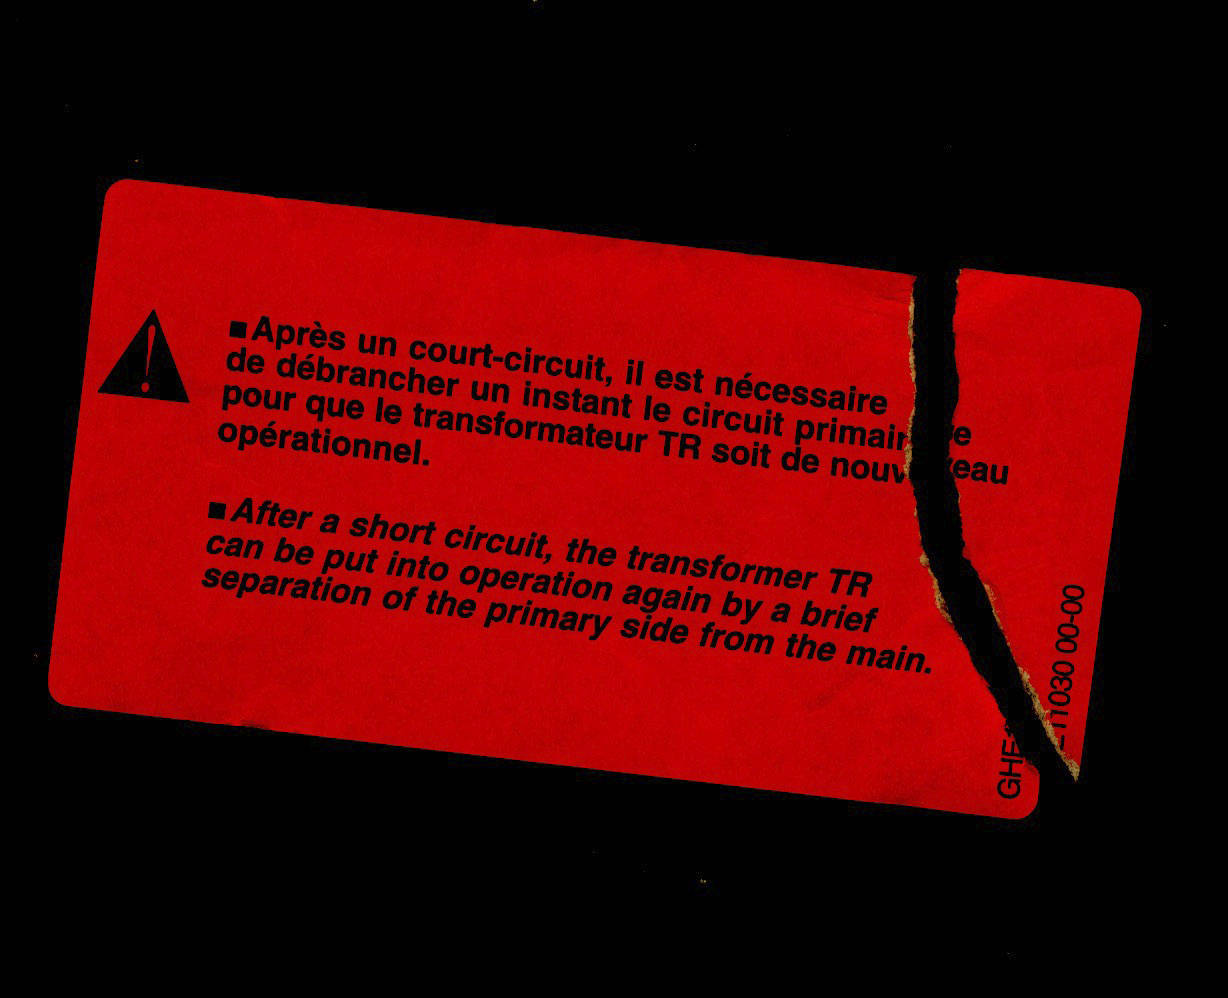 ■ Après un court-circuit, il est nécessaire
de débrancher un instant le circuit primaire
pour que le transformateur TR soit de nouveau
opérationnel.
■ After a short circuit, the transformer TR
can be put into operation again by a brief
separation of the primary side from the main.
11030 00-00